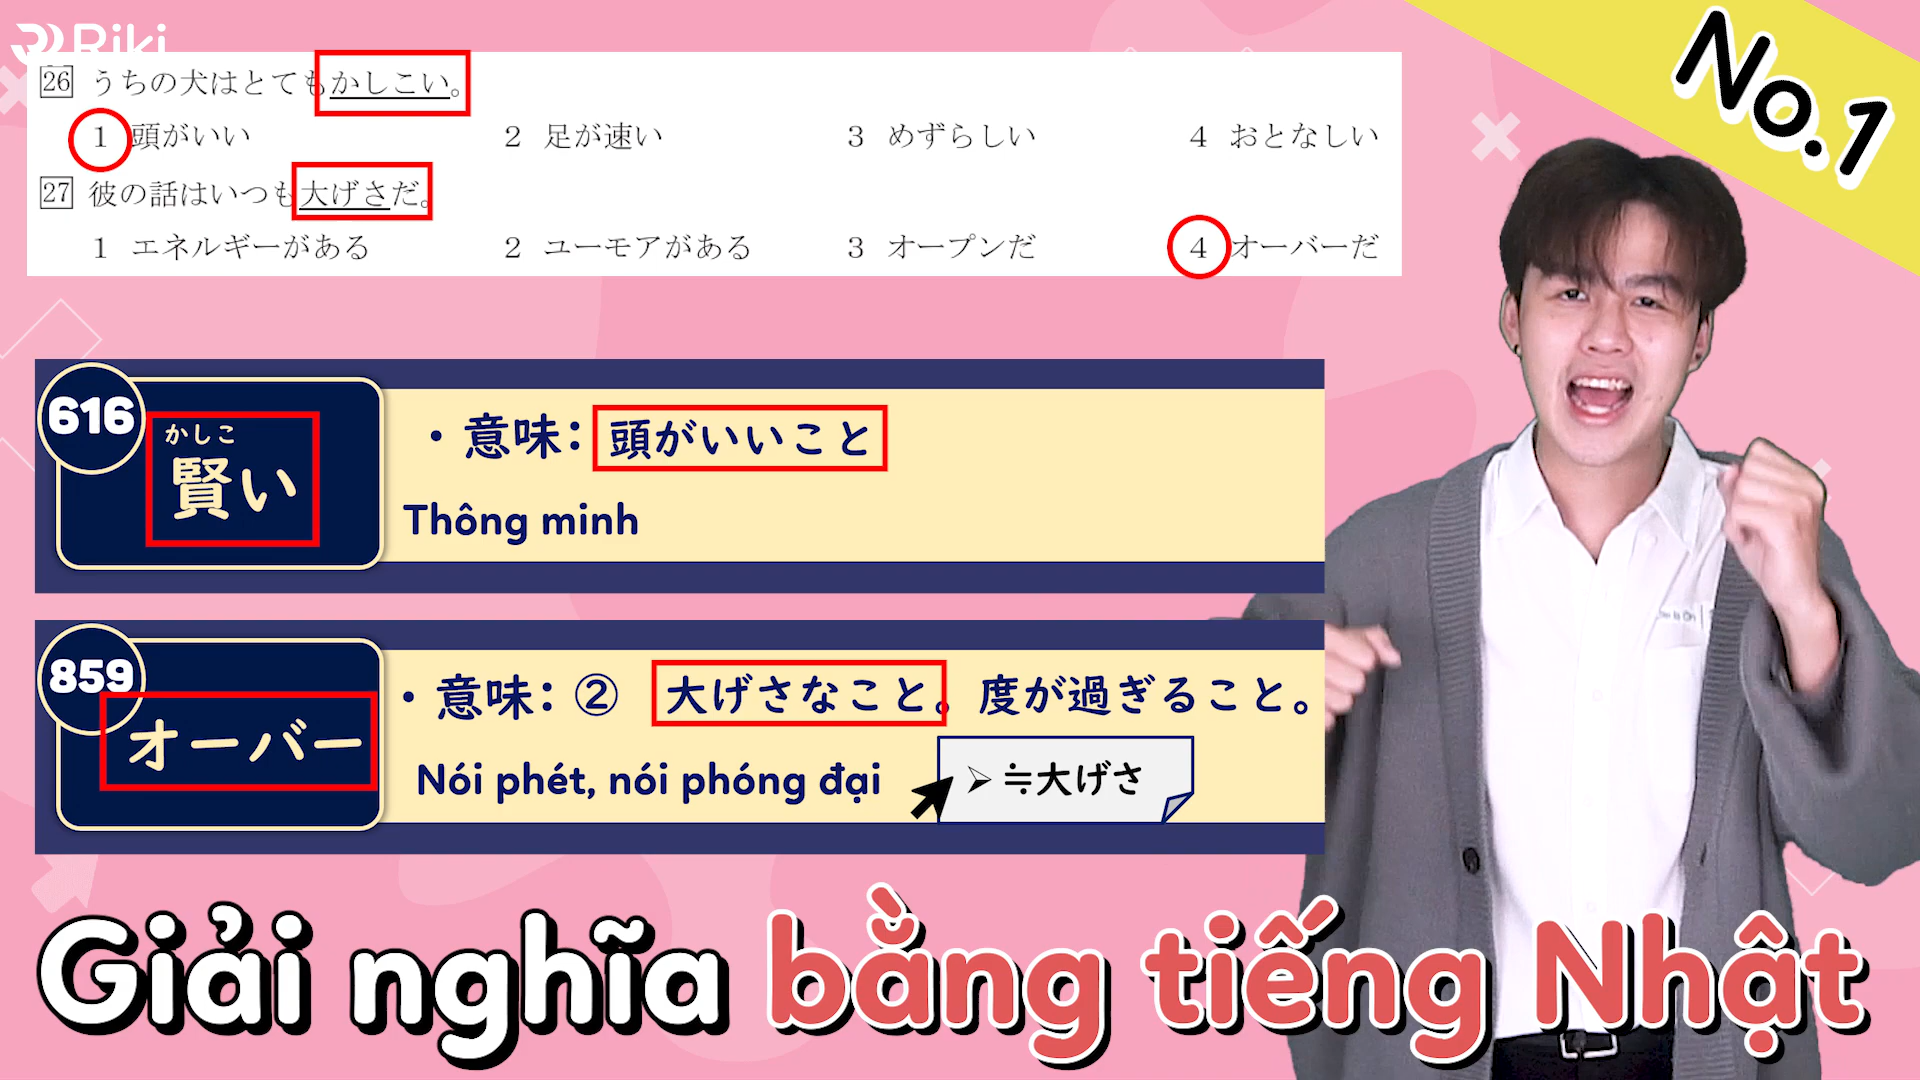 Riki
No.1
26 うちの犬はとてもかしこい。
1 頭がいい 2 足が速い 3 めずらしい 4 おとなしい
27 彼の話はいつも大げさだ。
1 エネルギーがある 2 ユーモアがある 3 オープンだ 4 オーバーだ
616
かしこ
賢い
・意味：頭がいいこと
Thông minh
859
オーバー
・意味：② 大げさなこと。度が過ぎること。
Nói phét, nói phóng đại
➢ ≒大げさ
Giải nghĩa bằng tiếng Nhật